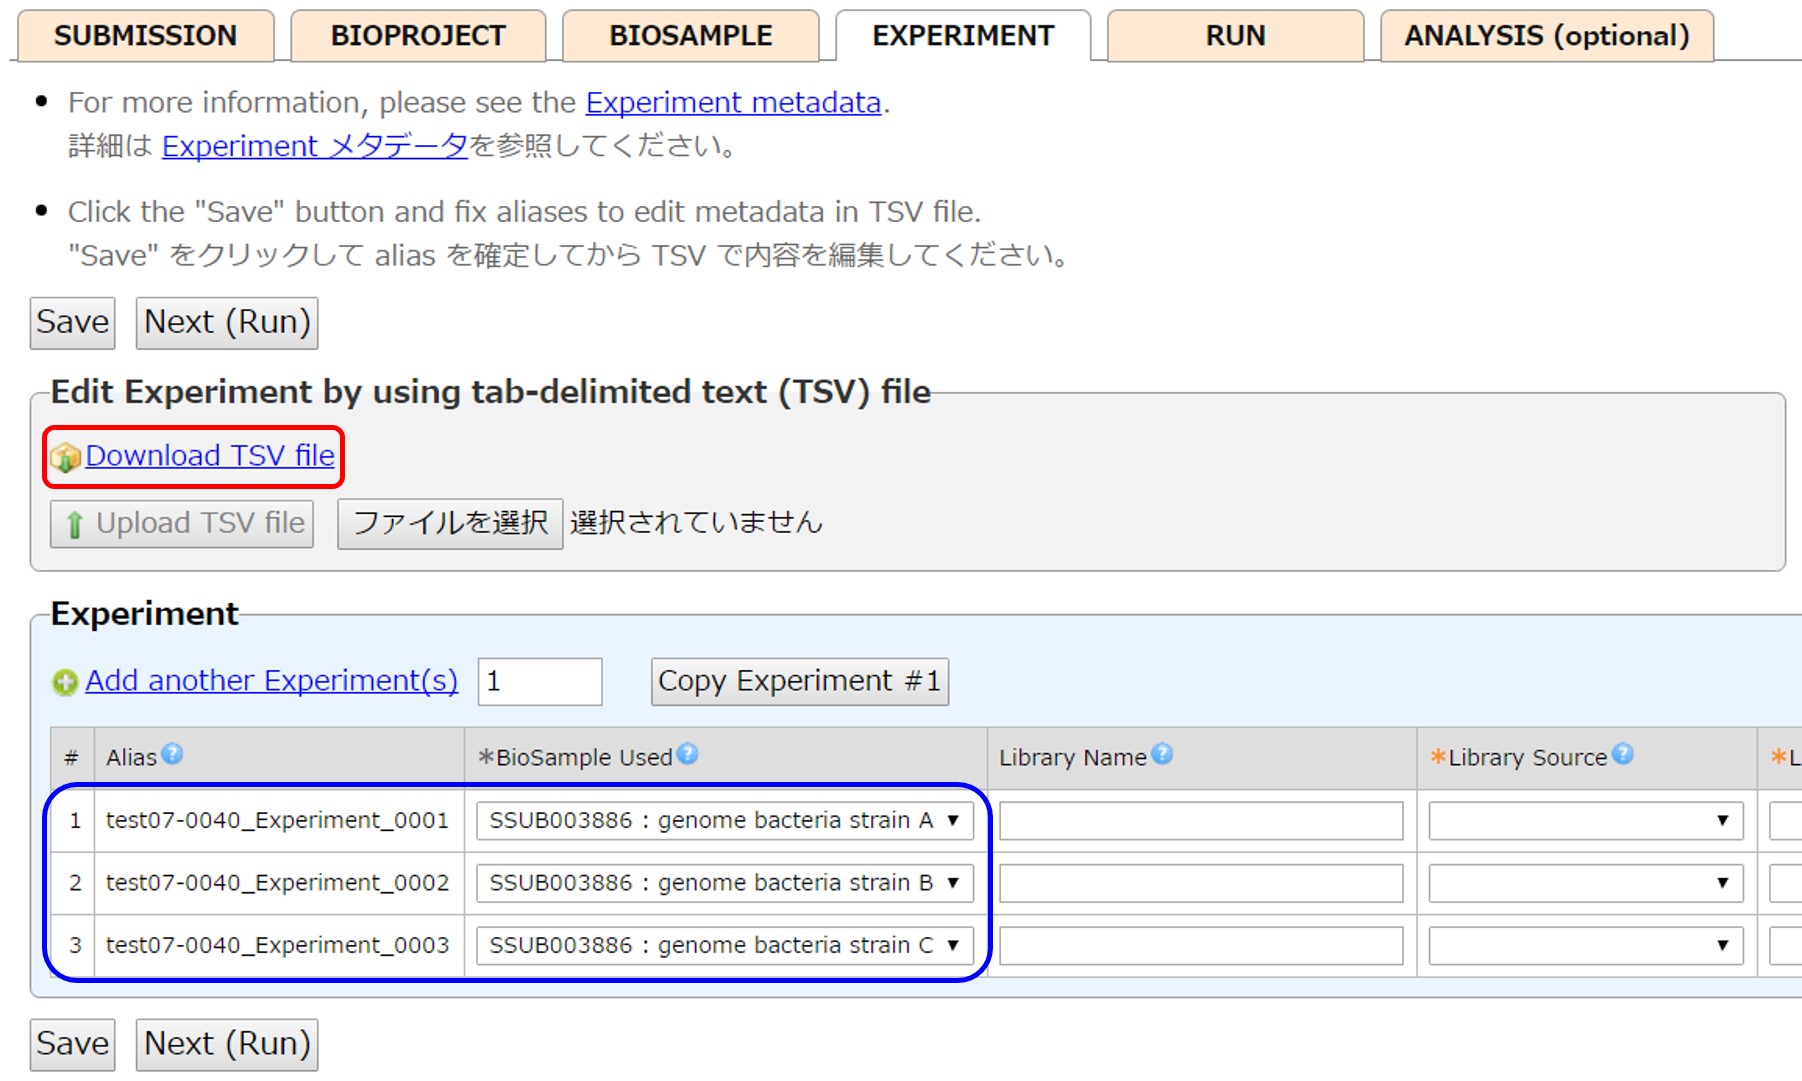 SUBMISSION BIOPROJECT BIOSAMPLE EXPERIMENT RUN ANALYSIS (optional)
For more information, please see the Experiment metadata.
詳細は Experiment メタデータを参照してください。
Click the "Save" button and fix aliases to edit metadata in TSV file.
"Save" をクリックして alias を確定してから TSV で内容を編集してください。
Save Next (Run)
Edit Experiment by using tab-delimited text (TSV) file
Download TSV file
Upload TSV file ファイルを選択 選択されていません
Experiment
Add another Experiment(s) 1 Copy Experiment #1
# Alias *BioSample Used Library Name *Library Source *L
1 test07-0040_Experiment_0001 SSUB003886 : genome bacteria strain A
2 test07-0040_Experiment_0002 SSUB003886 : genome bacteria strain B
3 test07-0040_Experiment_0003 SSUB003886 : genome bacteria strain C
Save Next (Run)